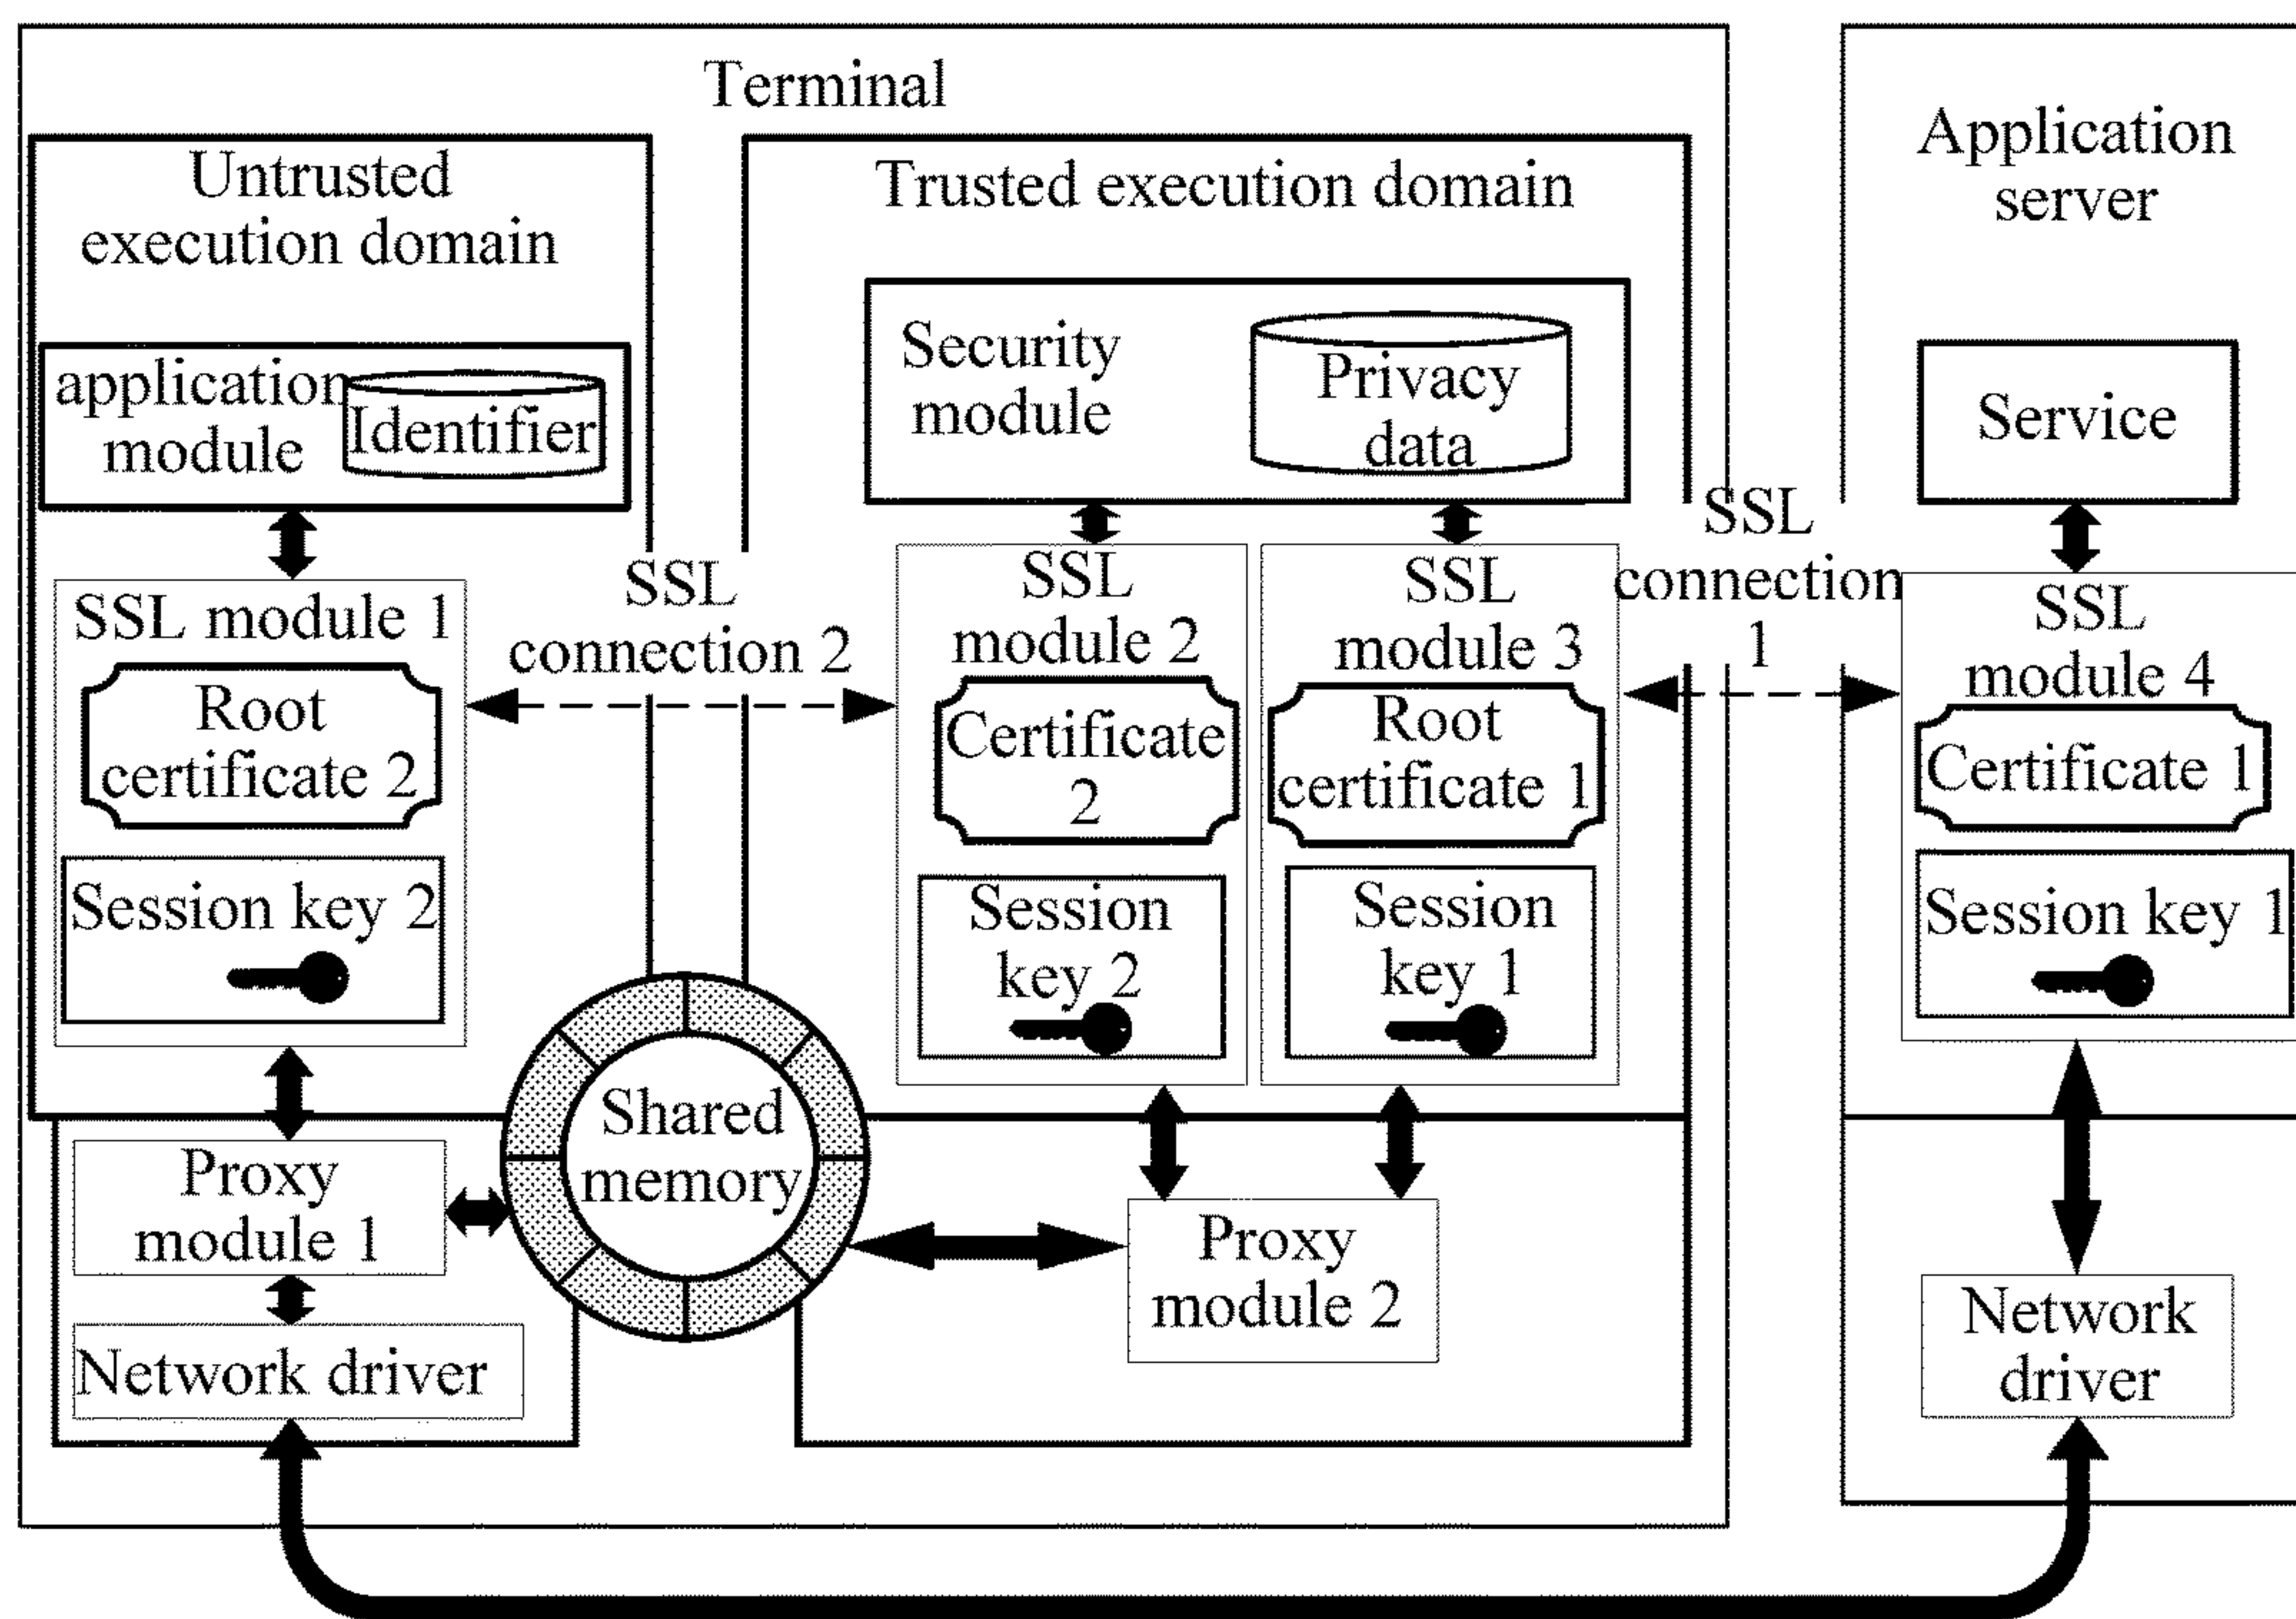 Terminal
Untrusted
execution domain
application
module
Identifier
SSL module 1
Root
certificate 2
Session key 2
Proxy
module 1
Network driver
SSL
connection 2
Shared
memory
Trusted execution domain
Security
module
Privacy
data
SSL
module 2
Certificate
2
Session
key 2
SSL
module 3
Root
certificate 1
Session
key 1
Proxy
module 2
SSL
connection
1
Application
server
Service
SSL
module 4
Certificate 1
Session key 1
Network
driver